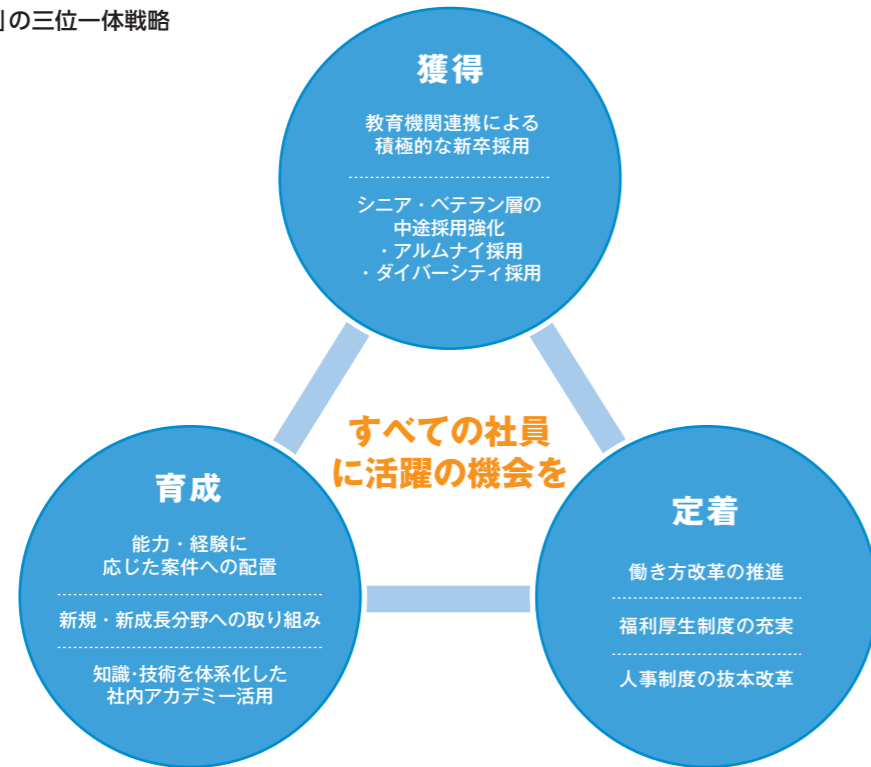 」の三位一体戦略
獲得
教育機関連携による
積極的な新卒採用
シニア・ベテラン層の
中途採用強化
・アルムナイ採用
・ダイバーシティ採用
すべての社員
に活躍の機会を
育成
能力・経験に
応じた案件への配置
新規・新成長分野への取り組み
知識・技術を体系化した
社内アカデミー活用
定着
働き方改革の推進
福利厚生制度の充実
人事制度の抜本改革